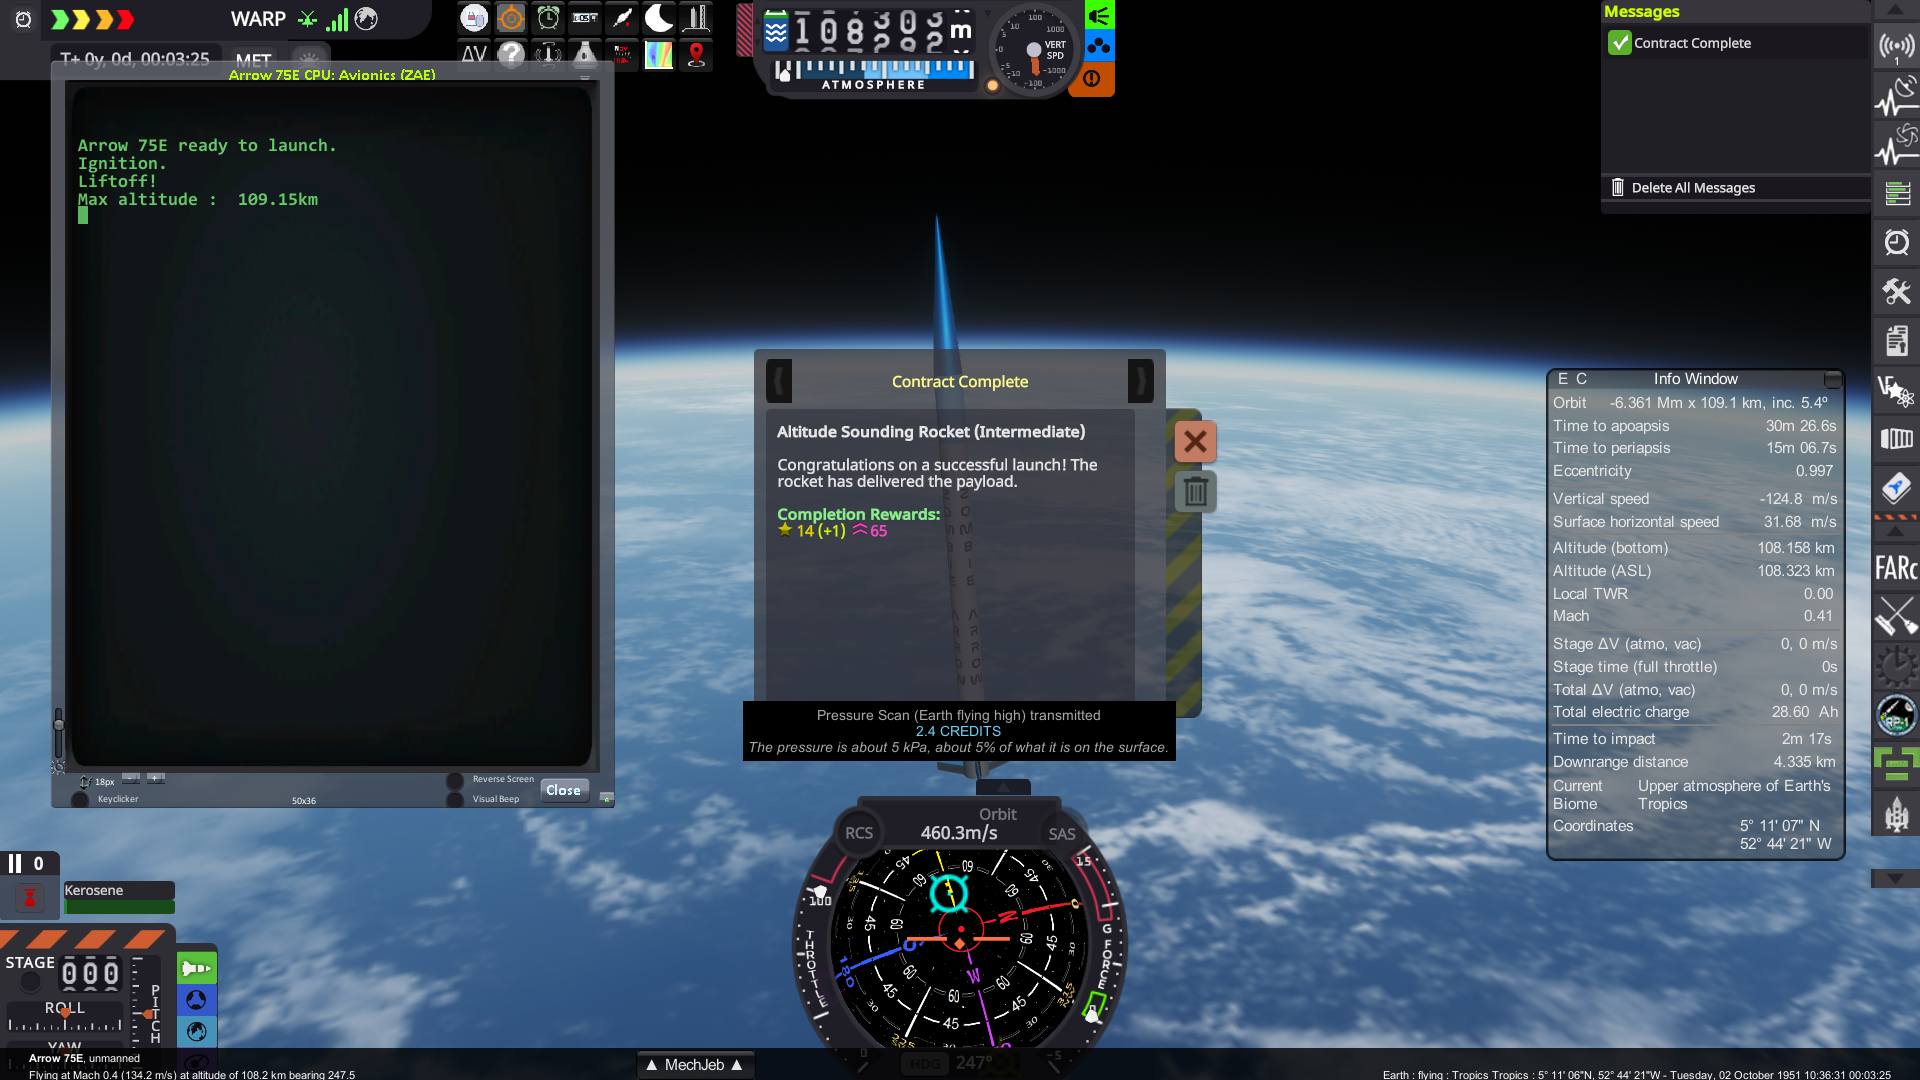 WARP
T+ 0y, 0d, 00:03:25
MET
Arrow 75E CPU: Avionics (ZAE)
Arrow 75E ready to launch.
Ignition.
Liftoff!
Max altitude :  109.15km
18px
Keyclicker
50x36
Reverse Screen
Visual Beep
Close
ΔV
m
ATMOSPHERE
VERT
SPD
Messages
Contract Complete
Delete All Messages
Contract Complete
Altitude Sounding Rocket (Intermediate)
Congratulations on a successful launch! The
rocket has delivered the payload.
Completion Rewards:
14 (+1) 65
Pressure Scan (Earth flying high) transmitted
2.4 CREDITS
The pressure is about 5 kPa, about 5% of what it is on the surface.
E C Info Window
Orbit -6.361 Mm x 109.1 km, inc. 5.4º
Time to apoapsis 30m 26.6s
Time to periapsis 15m 06.7s
Eccentricity 0.997
Vertical speed -124.8 m/s
Surface horizontal speed 31.68 m/s
Altitude (bottom) 108.158 km
Altitude (ASL) 108.323 km
Local TWR 0.00
Mach 0.41
Stage ΔV (atmo, vac) 0, 0 m/s
Stage time (full throttle) 0s
Total ΔV (atmo, vac) 0, 0 m/s
Total electric charge 28.60 Ah
Time to impact 2m 17s
Downrange distance 4.335 km
Current Biome Upper atmosphere of Earth's Tropics
Coordinates 5° 11' 07" N
52° 44' 21" W
FARc
RP-1
Orbit
RCS 460.3m/s SAS
THROTTLE
G FORCE
HDG 247°
0
Kerosene
STAGE 000
ROLL
PITCH
YAW
Arrow 75E, unmanned
Flying at Mach 0.4 (134.2 m/s) at altitude of 108.2 km bearing 247.5
▲ MechJeb ▲
Earth : flying : Tropics Tropics : 5° 11' 06"N, 52° 44' 21"W - Tuesday, 02 October 1951 10:36:31 00:03:25